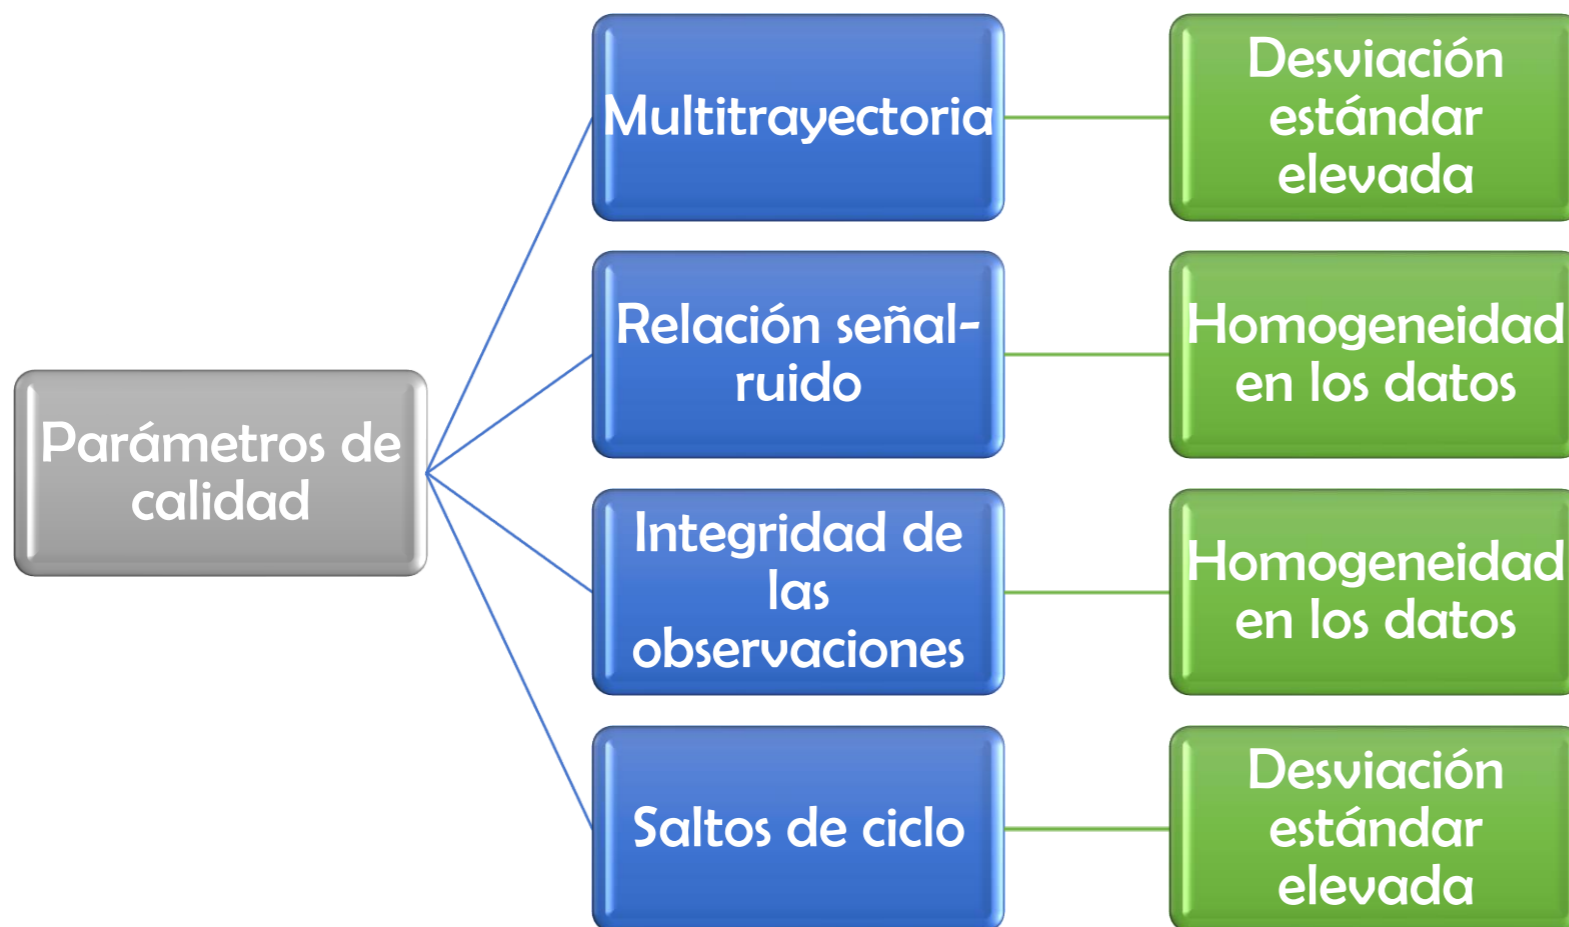 Parámetros de
calidad
Multitrayectoria
Desviación
estándar
elevada
Relación señal-
ruido
Homogeneidad
en los datos
Integridad de
las
observaciones
Homogeneidad
en los datos
Saltos de ciclo
Desviación
estándar
elevada